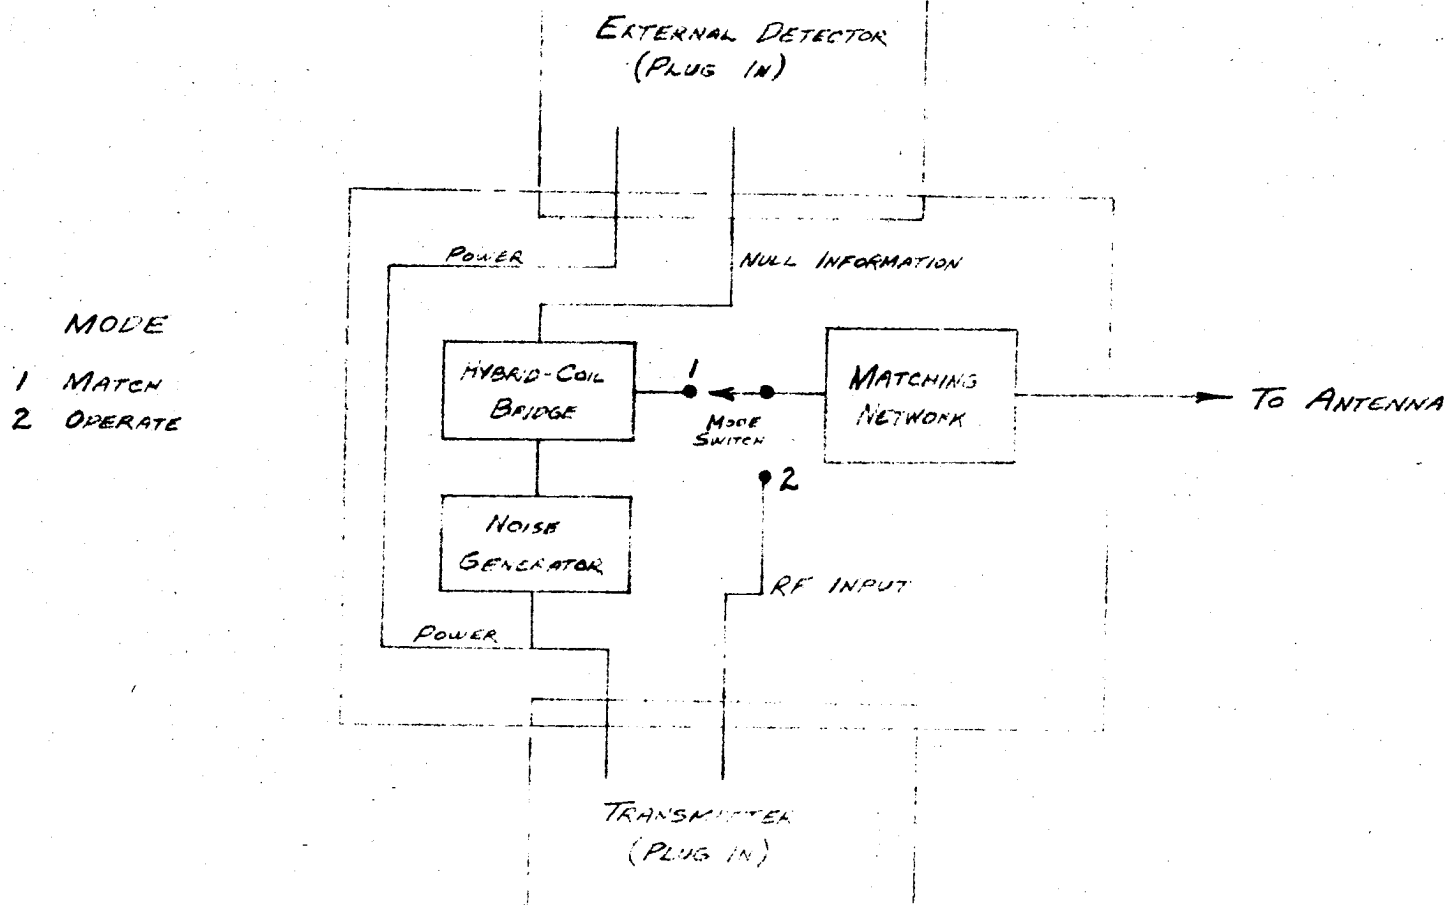 EXTERNAL DETECTOR
(PLUG IN)
POWER
NULL INFORMATION
MODE
1 MATCH
2 OPERATE
HYBRID-COIL
BRIDGE
1
MODE
SWITCH
MATCHING
NETWORK
TO ANTENNA
2
NOISE
GENERATOR
RF INPUT
POWER
TRANSMITTER
(PLUG IN)